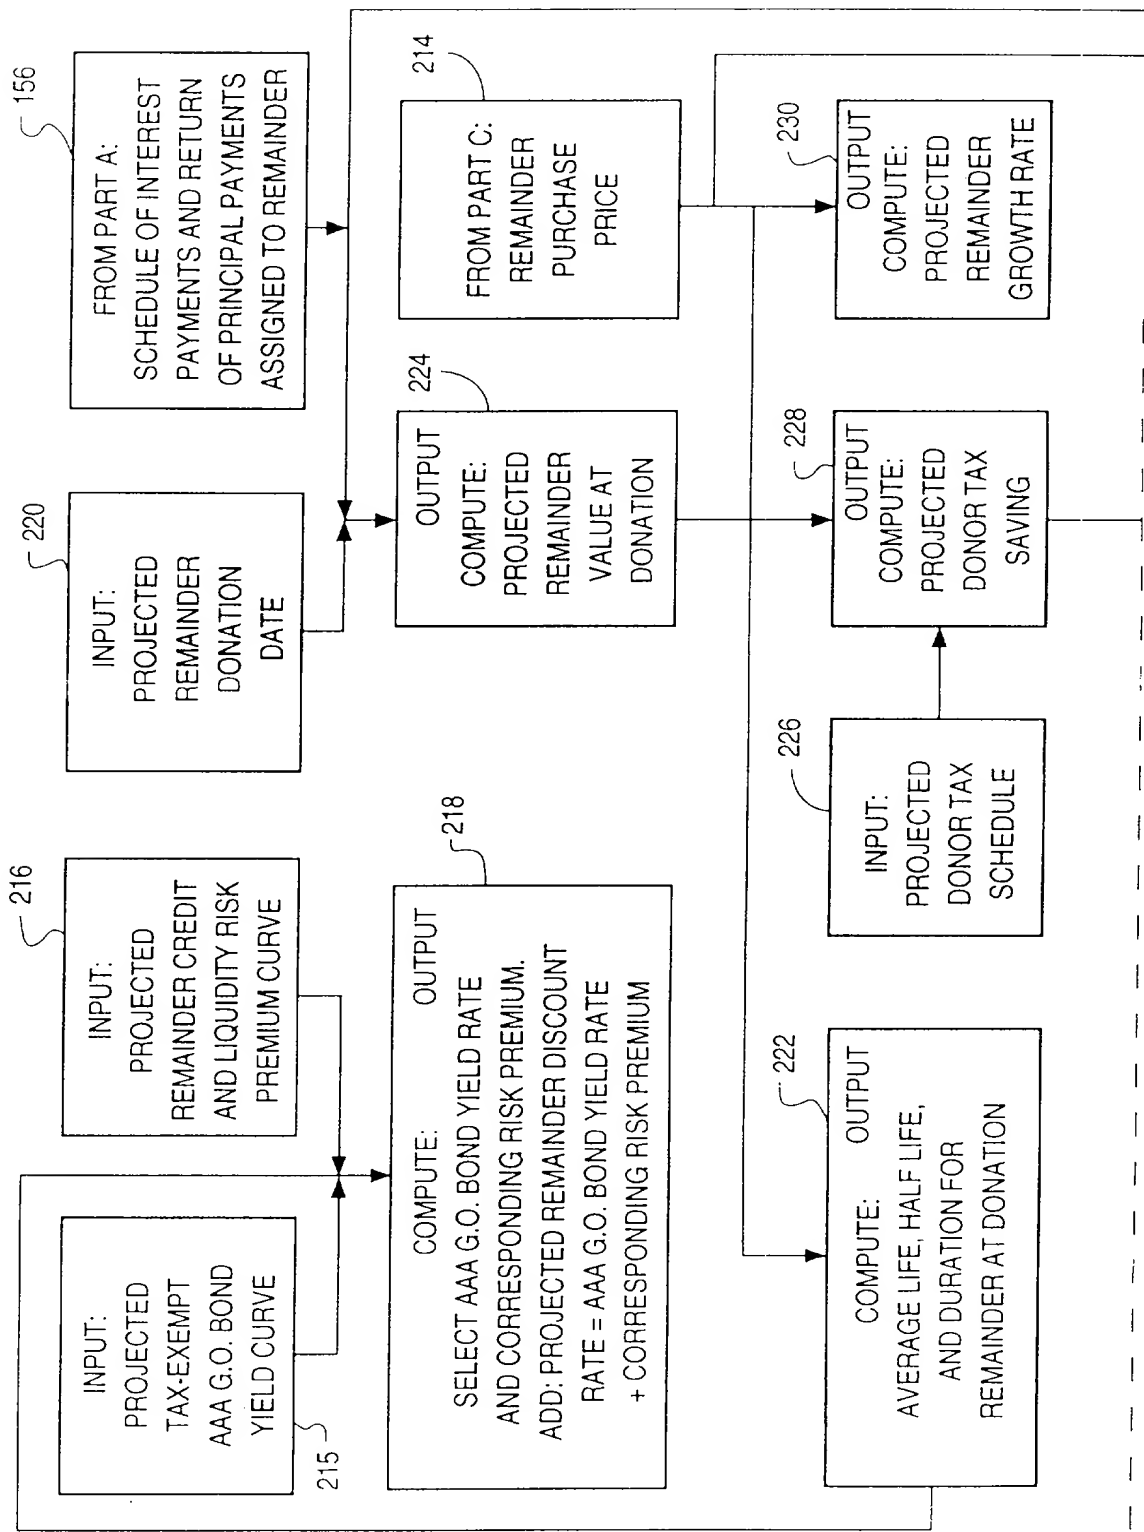 156
FROM PART A:
SCHEDULE OF INTEREST
PAYMENTS AND RETURN
OF PRINCIPAL PAYMENTS
ASSIGNED TO REMAINDER
220
INPUT:
PROJECTED
REMAINDER
DONATION
DATE
216
INPUT:
PROJECTED
REMAINDER CREDIT
AND LIQUIDITY RISK
PREMIUM CURVE
INPUT:
PROJECTED
TAX-EXEMPT
AAA G.O. BOND
YIELD CURVE
215
214
FROM PART C:
REMAINDER
PURCHASE
PRICE
224
OUTPUT
COMPUTE:
PROJECTED
REMAINDER
VALUE AT
DONATION
218
COMPUTE: OUTPUT
SELECT AAA G.O. BOND YIELD RATE
AND CORRESPONDING RISK PREMIUM.
ADD: PROJECTED REMAINDER DISCOUNT
RATE = AAA G.O. BOND YIELD RATE
+ CORRESPONDING RISK PREMIUM
230
OUTPUT
COMPUTE:
PROJECTED
REMAINDER
GROWTH RATE
228
OUTPUT
COMPUTE:
PROJECTED
DONOR TAX
SAVING
226
INPUT:
PROJECTED
DONOR TAX
SCHEDULE
222
COMPUTE: OUTPUT
AVERAGE LIFE, HALF LIFE,
AND DURATION FOR
REMAINDER AT DONATION